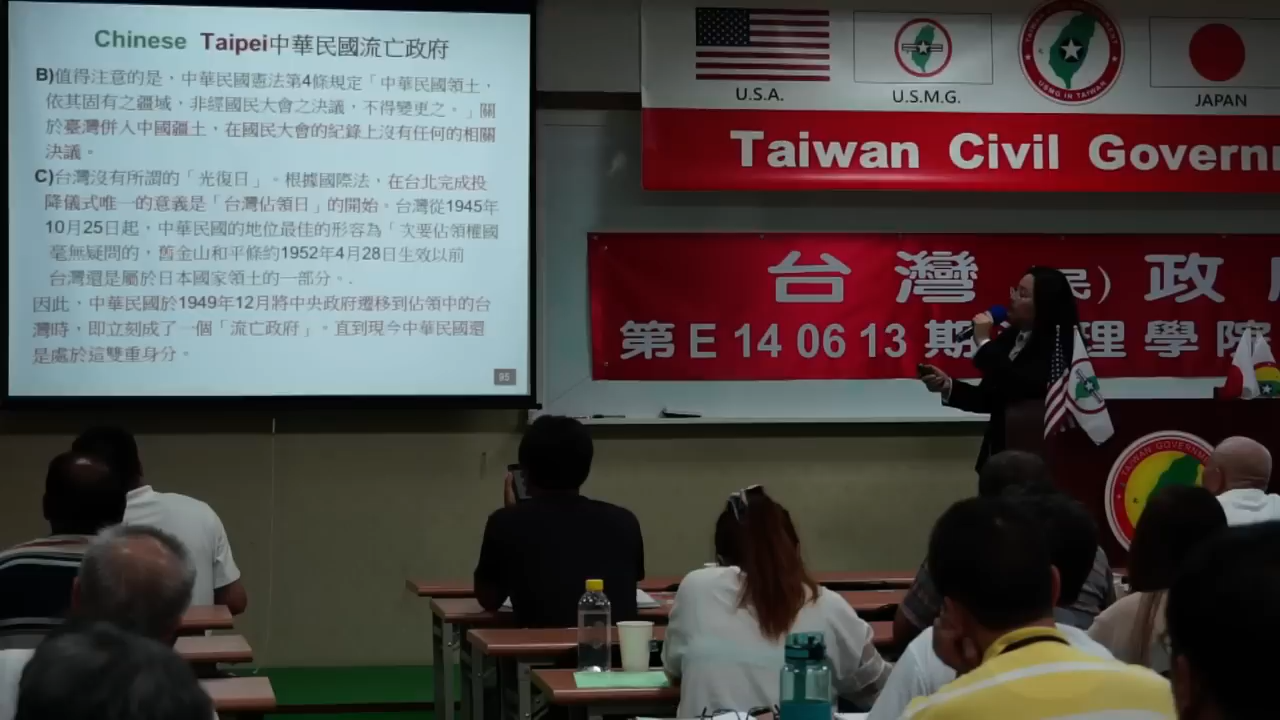 Chinese Taipei中華民國流亡政府
B)值得注意的是，中華民國憲法第4條規定「中華民國領土，
依其固有之疆域，非經國民大會之決議，不得變更之。」關
於臺灣併入中國疆土，在國民大會的紀錄上沒有任何的相關
決議。
C)台灣沒有所謂的「光復日」。根據國際法，在台北完成投
降儀式唯一的意義是「台灣佔領日」的開始。台灣從1945年
10月25日起，中華民國的地位最佳的形容為「次要佔領權國
毫無疑問的，舊金山和平條約1952年4月28日生效以前
台灣還是屬於日本國家領土的一部分。.
因此，中華民國於1949年12月將中央政府遷移到佔領中的台
灣時，即立刻成了一個「流亡政府」。直到現今中華民國還
是處於這雙重身分。
95
U.S.A.
U.S.M.G.
JAPAN
Taiwan Civil Governm
台灣 民）政
第E 14 06 13 期 理學院
TAIWAN GOVERNMENT